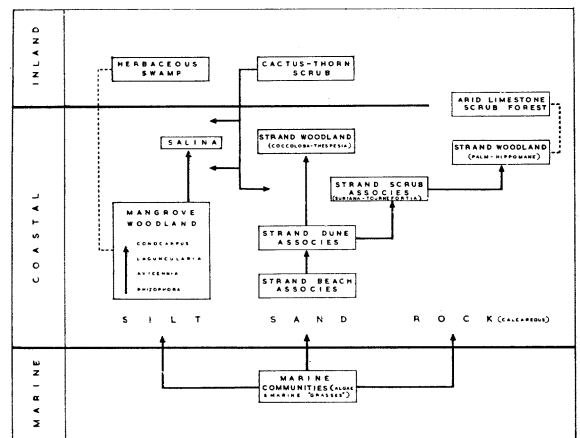 INLAND
HERBACEOUS
SWAMP
CACTUS-THORN
SCRUB
ARID LIMESTONE
SCRUB FOREST
COASTAL
SALINA
STRAND WOODLAND
(COCCOLOBA-THESPESIA)
STRAND WOODLAND
(PALM-HIPPOMANE)
STRAND SCRUB
ASSOCIES
(SURIANA-TOURNEFORTIA)
MANGROVE
WOODLAND
CONOCARPUS
LAGUNCULARIA
AVICENNIA
RHIZOPHORA
STRAND DUNE
ASSOCIES
STRAND BEACH
ASSOCIES
SILT SAND ROCK (CALCAREOUS)
MARINE
MARINE
COMMUNITIES (ALGAE
& MARINE "GRASSES")